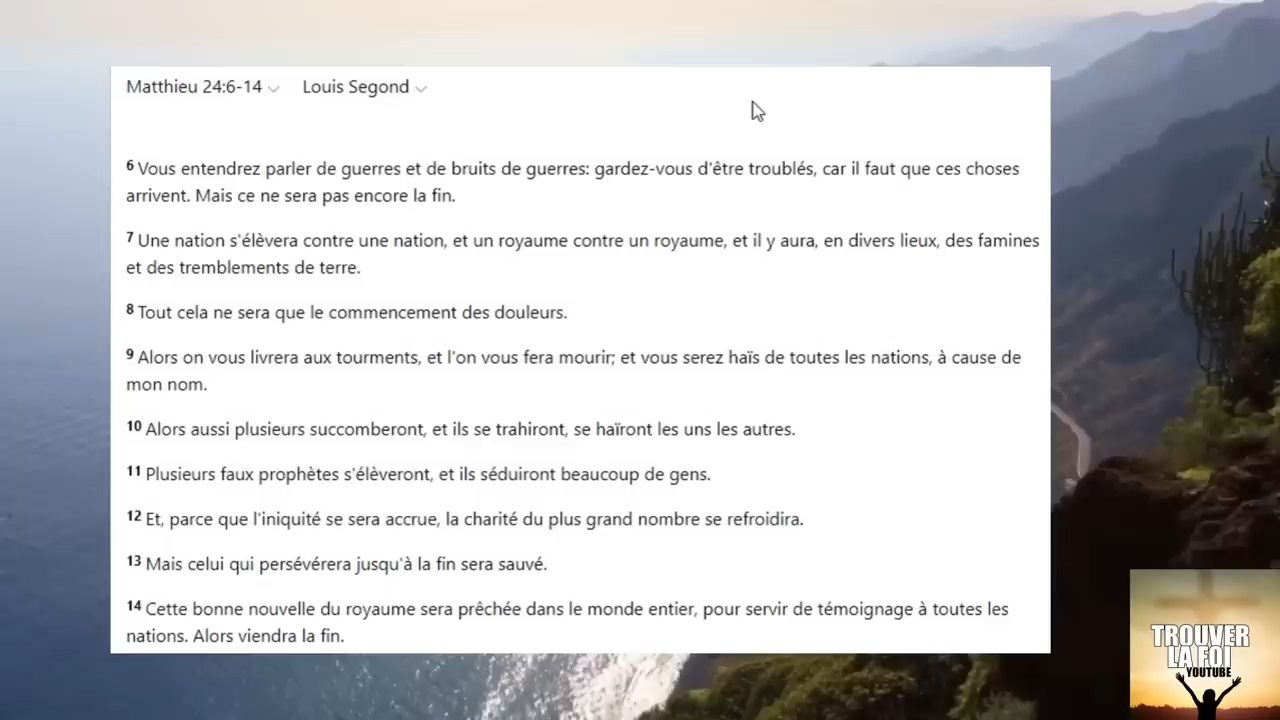 Matthieu 24:6-14 Louis Segond
6 Vous entendrez parler de guerres et de bruits de guerres: gardez-vous d'être troublés, car il faut que ces choses
arrivent. Mais ce ne sera pas encore la fin.
7 Une nation s'élèvera contre une nation, et un royaume contre un royaume, et il y aura, en divers lieux, des famines
et des tremblements de terre.
8 Tout cela ne sera que le commencement des douleurs.
9 Alors on vous livrera aux tourments, et l'on vous fera mourir; et vous serez haïs de toutes les nations, à cause de
mon nom.
10 Alors aussi plusieurs succomberont, et ils se trahiront, se haïront les uns les autres.
11 Plusieurs faux prophètes s'élèveront, et ils séduiront beaucoup de gens.
12 Et, parce que l'iniquité se sera accrue, la charité du plus grand nombre se refroidira.
13 Mais celui qui persévérera jusqu'à la fin sera sauvé.
14 Cette bonne nouvelle du royaume sera prêchée dans le monde entier, pour servir de témoignage à toutes les
nations. Alors viendra la fin.
TROUVER
LA FOI
YOUTUBE